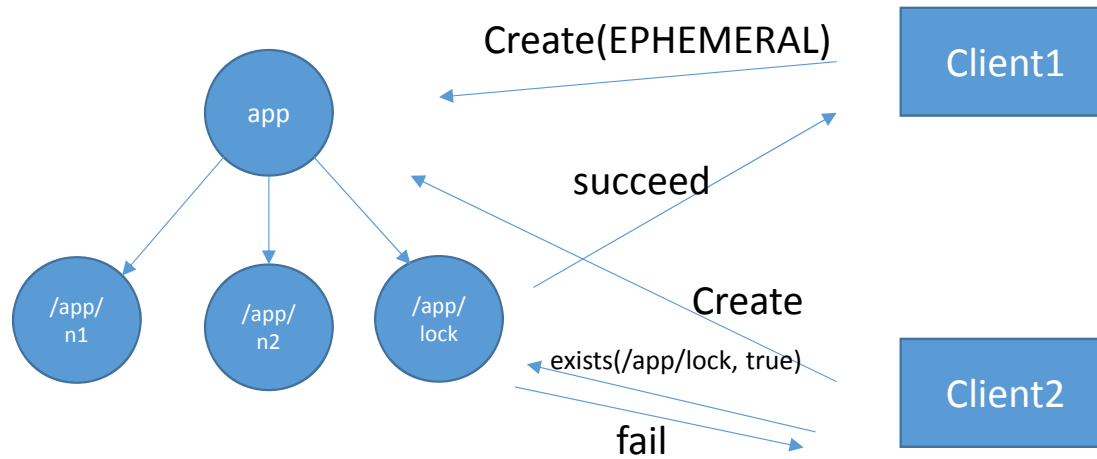 Create(EPHEMERAL)
Client1
app
succeed
/app/
n1
/app/
n2
/app/
lock
Create
exists(/app/lock, true)
Client2
fail